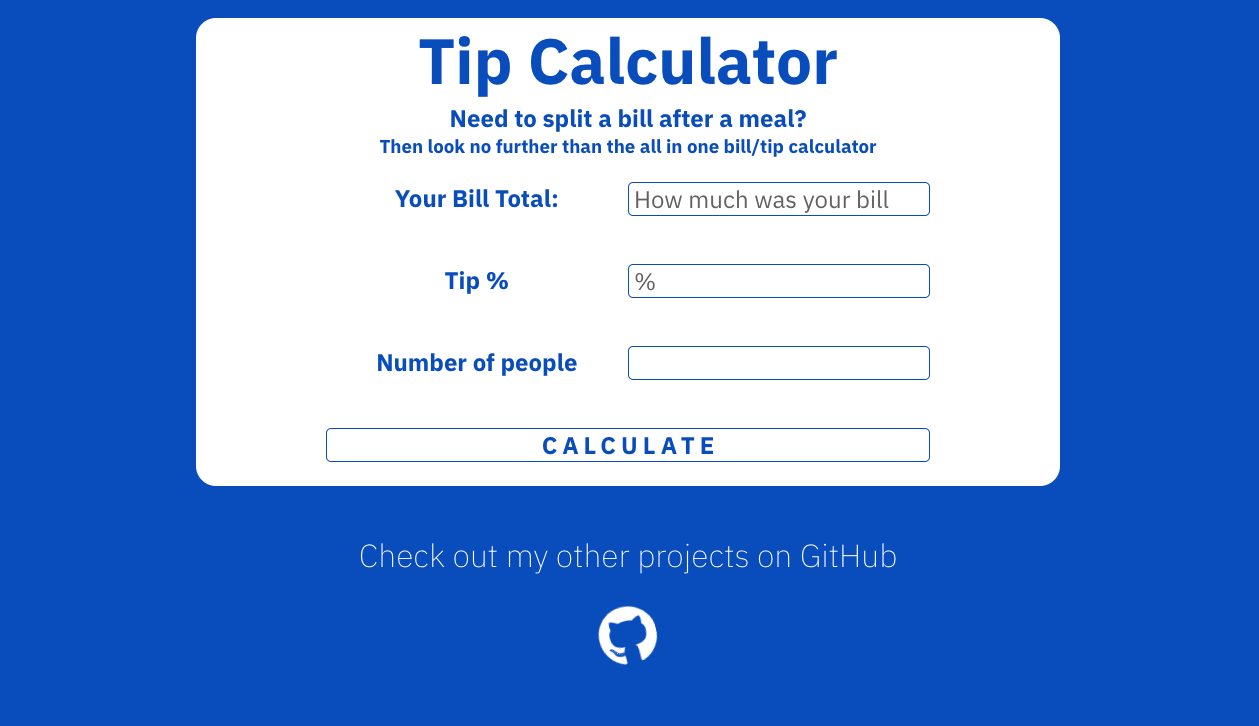 Tip Calculator
Need to split a bill after a meal?
Then look no further than the all in one bill/tip calculator
Your Bill Total:
How much was your bill
Tip %
%
Number of people
CALCULATE
Check out my other projects on GitHub